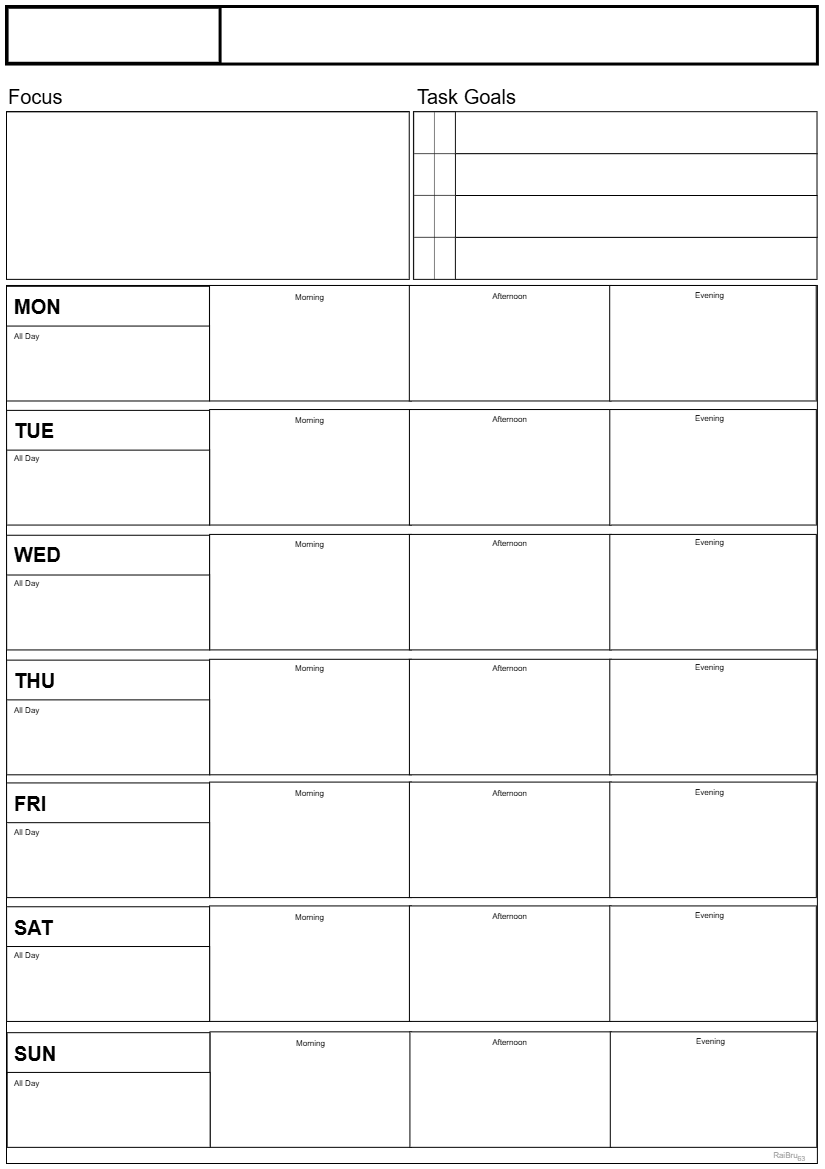 Focus Task Goals
MON Morning Afternoon Evening
All Day
TUE Morning Afternoon Evening
All Day
WED Morning Afternoon Evening
All Day
THU Morning Afternoon Evening
All Day
FRI Morning Afternoon Evening
All Day
SAT Morning Afternoon Evening
All Day
SUN Morning Afternoon Evening
All Day
RaiBru63